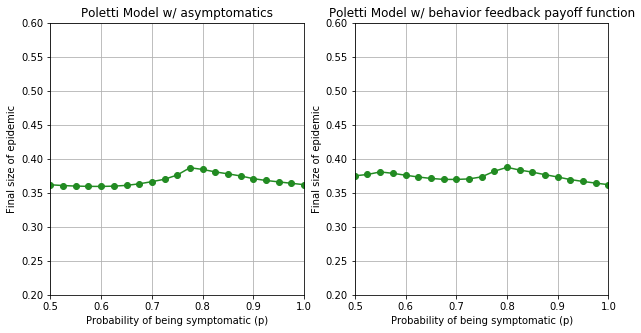 Poletti Model w/ asymptomatics
Final size of epidemic
0.60
0.55
0.50
0.45
0.40
0.35
0.30
0.25
0.20
0.5 0.6 0.7 0.8 0.9 1.0
Probability of being symptomatic (p)
Poletti Model w/ behavior feedback payoff function
Final size of epidemic
0.60
0.55
0.50
0.45
0.40
0.35
0.30
0.25
0.20
0.5 0.6 0.7 0.8 0.9 1.0
Probability of being symptomatic (p)